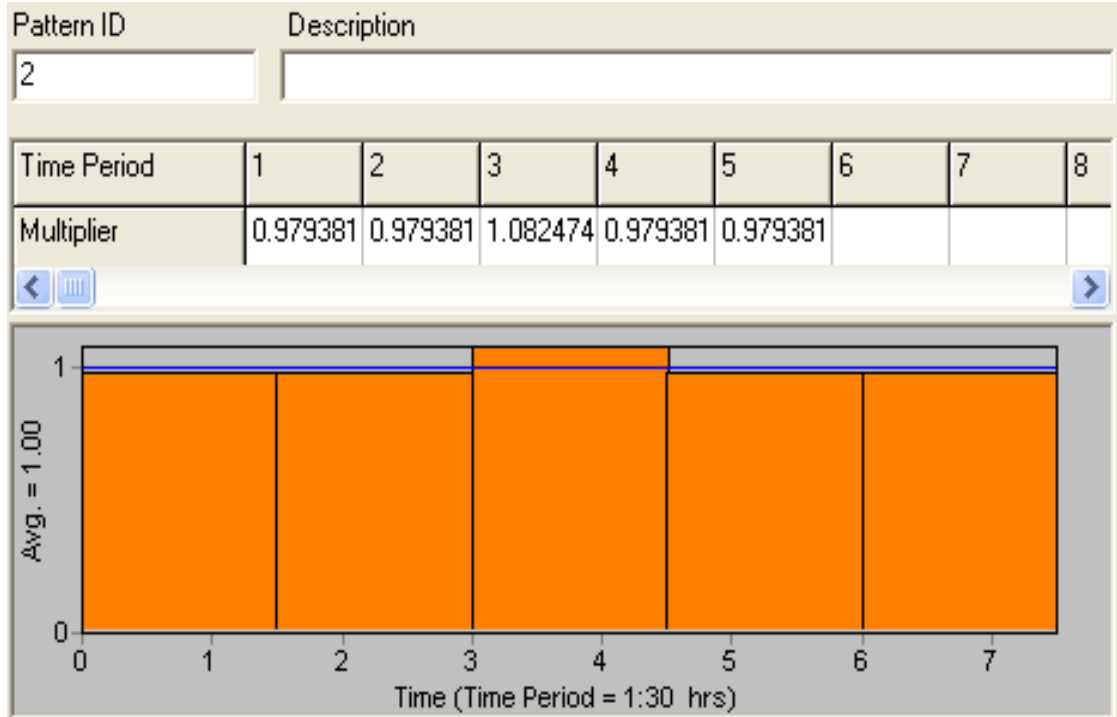 Pattern ID Description
2
Time Period 1 2 3 4 5 6 7 8
Multiplier 0.979381 0.979381 1.082474 0.979381 0.979381
1
Avg. = 1.00
0
0 1 2 3 4 5 6 7
Time (Time Period = 1:30 hrs)